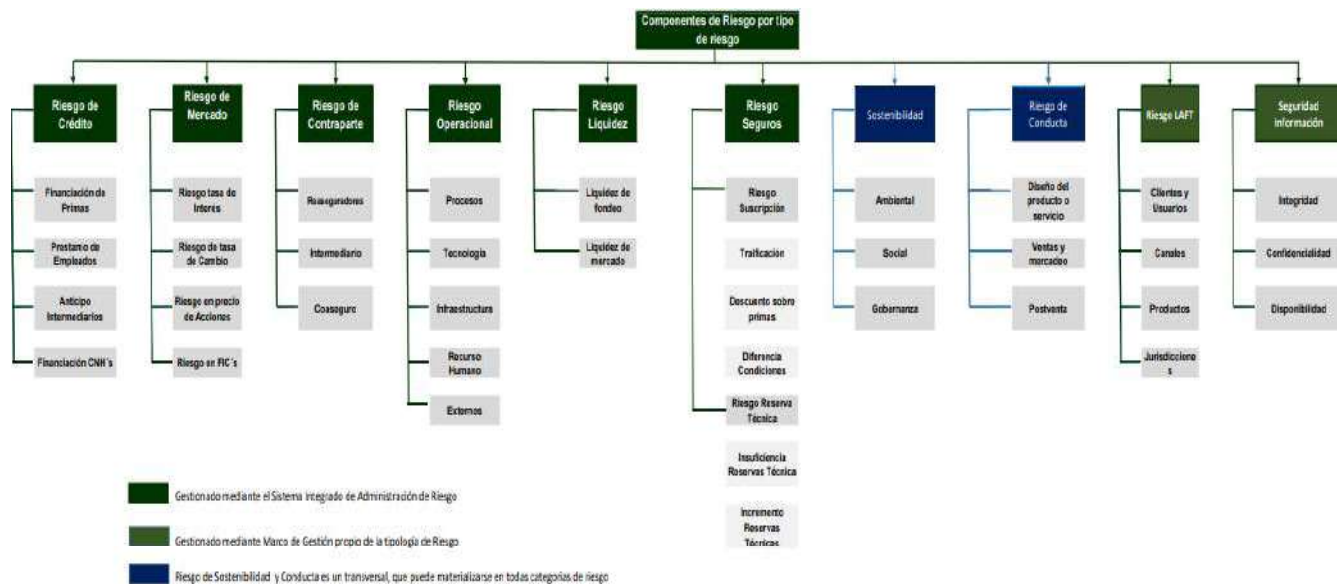 Componentes de Riesgo por tipo
de riesgo
Riesgo de
Crédito
Riesgo de
Mercado
Riesgo de
Contraparte
Riesgo
Operacional
Riesgo
Liquidez
Riesgo
Seguros
Sostenibilidad
Riesgo de
Conducta
Riesgo LAFT
Seguridad
información
Financiación de
Primas
Prestamo de
Empleados
Anticipo
Intermediarios
Financiación CNH´s
Riesgo tasa de
Interés
Riesgo de tasa
de Cambio
Riesgo en precio
de Acciones
Riesgo en FIC´s
Reaseguradores
Intermediario
Coaseguro
Procesos
Tecnología
Infraestructura
Recurso
Humano
Externos
Liquidez de
fondeo
Liquidez de
mercado
Riesgo
Suscripción
Traificación
Descuento sobre
primas
Diferencia
Condiciones
Riesgo Reserva
Técnica
Insuficiencia
Reservas Técnica
Incremento
Reservas
Técnicas
Ambiental
Social
Gobernanza
Diseño del
producto o
servicio
Ventas y
mercadeo
Postventa
Clientes y
Usuarios
Canales
Productos
Jurisdiccione
s
Integridad
Confidencialidad
Disponibilidad
Gestionado mediante el Sistema Integrado de Administración de Riesgo
Gestionado mediante Marco de Gestión propio de la tipología de Riesgo
Riesgo de Sostenibilidad y Conducta es un transversal, que puede materializarse en todas categorías de riesgo